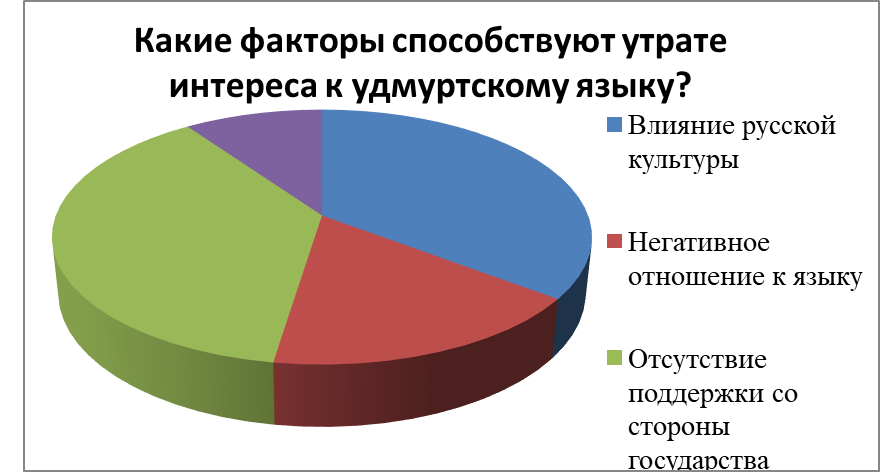 Какие факторы способствуют утрате
интереса к удмуртскому языку?
Влияние русской
культуры
Негативное
отношение к языку
Отсутствие
поддержки со
стороны
государства